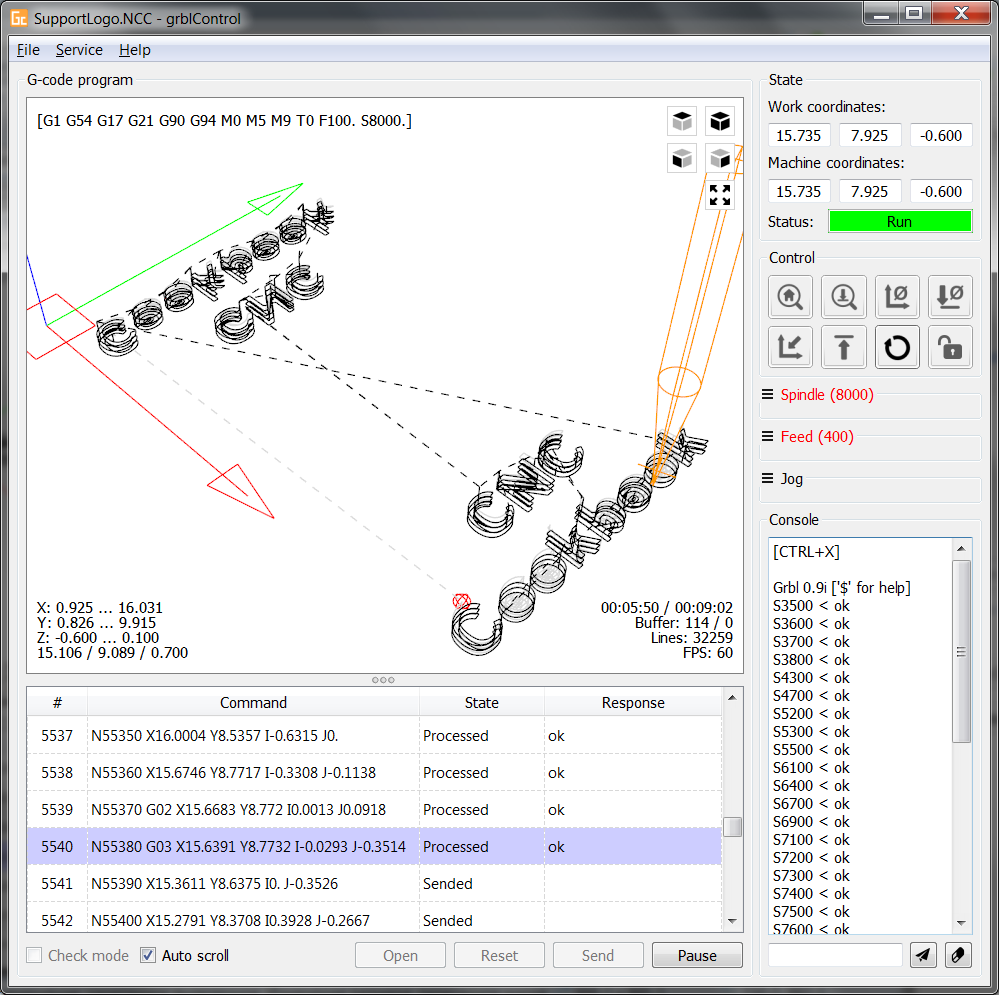 Gc SupportLogo.NCC - grblControl
File Service Help
G-code program
[G1 G54 G17 G21 G90 G94 M0 M5 M9 T0 F100. S8000.]
Cookbook
CNC
CNC
Cookbook
X: 0.925 ... 16.031
Y: 0.826 ... 9.915
Z: -0.600 ... 0.100
15.106 / 9.089 / 0.700
00:05:50 / 00:09:02
Buffer: 114 / 0
Lines: 32259
FPS: 60
# Command State Response
5537 N55350 X16.0004 Y8.5357 I-0.6315 J0. Processed ok
5538 N55360 X15.6746 Y8.7717 I-0.3308 J-0.1138 Processed ok
5539 N55370 G02 X15.6683 Y8.772 I0.0013 J0.0918 Processed ok
5540 N55380 G03 X15.6391 Y8.7732 I-0.0293 J-0.3514 Processed ok
5541 N55390 X15.3611 Y8.6375 I0. J-0.3526 Sended
5542 N55400 X15.2791 Y8.3708 I0.3928 J-0.2667 Sended
Check mode Auto scroll Open Reset Send Pause
State
Work coordinates:
15.735 7.925 -0.600
Machine coordinates:
15.735 7.925 -0.600
Status: Run
Control
Spindle (8000)
Feed (400)
Jog
Console
[CTRL+X]
Grbl 0.9i ['$' for help]
S3500 < ok
S3600 < ok
S3700 < ok
S3800 < ok
S4300 < ok
S4700 < ok
S5200 < ok
S5300 < ok
S5500 < ok
S6100 < ok
S6400 < ok
S6700 < ok
S6900 < ok
S7100 < ok
S7200 < ok
S7300 < ok
S7400 < ok
S7500 < ok
S7600 < ok